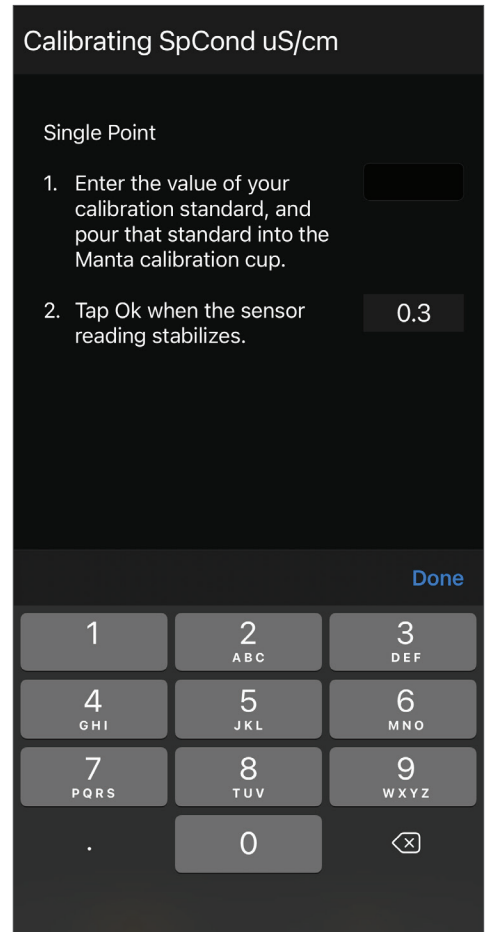 Calibrating SpCond uS/cm
Single Point
1. Enter the value of your
calibration standard, and
pour that standard into the
Manta calibration cup.
2. Tap Ok when the sensor
reading stabilizes.
0.3
Done
1
2
ABC
3
DEF
4
GHI
5
JKL
6
MNO
7
PQRS
8
TUV
9
WXYZ
.
0